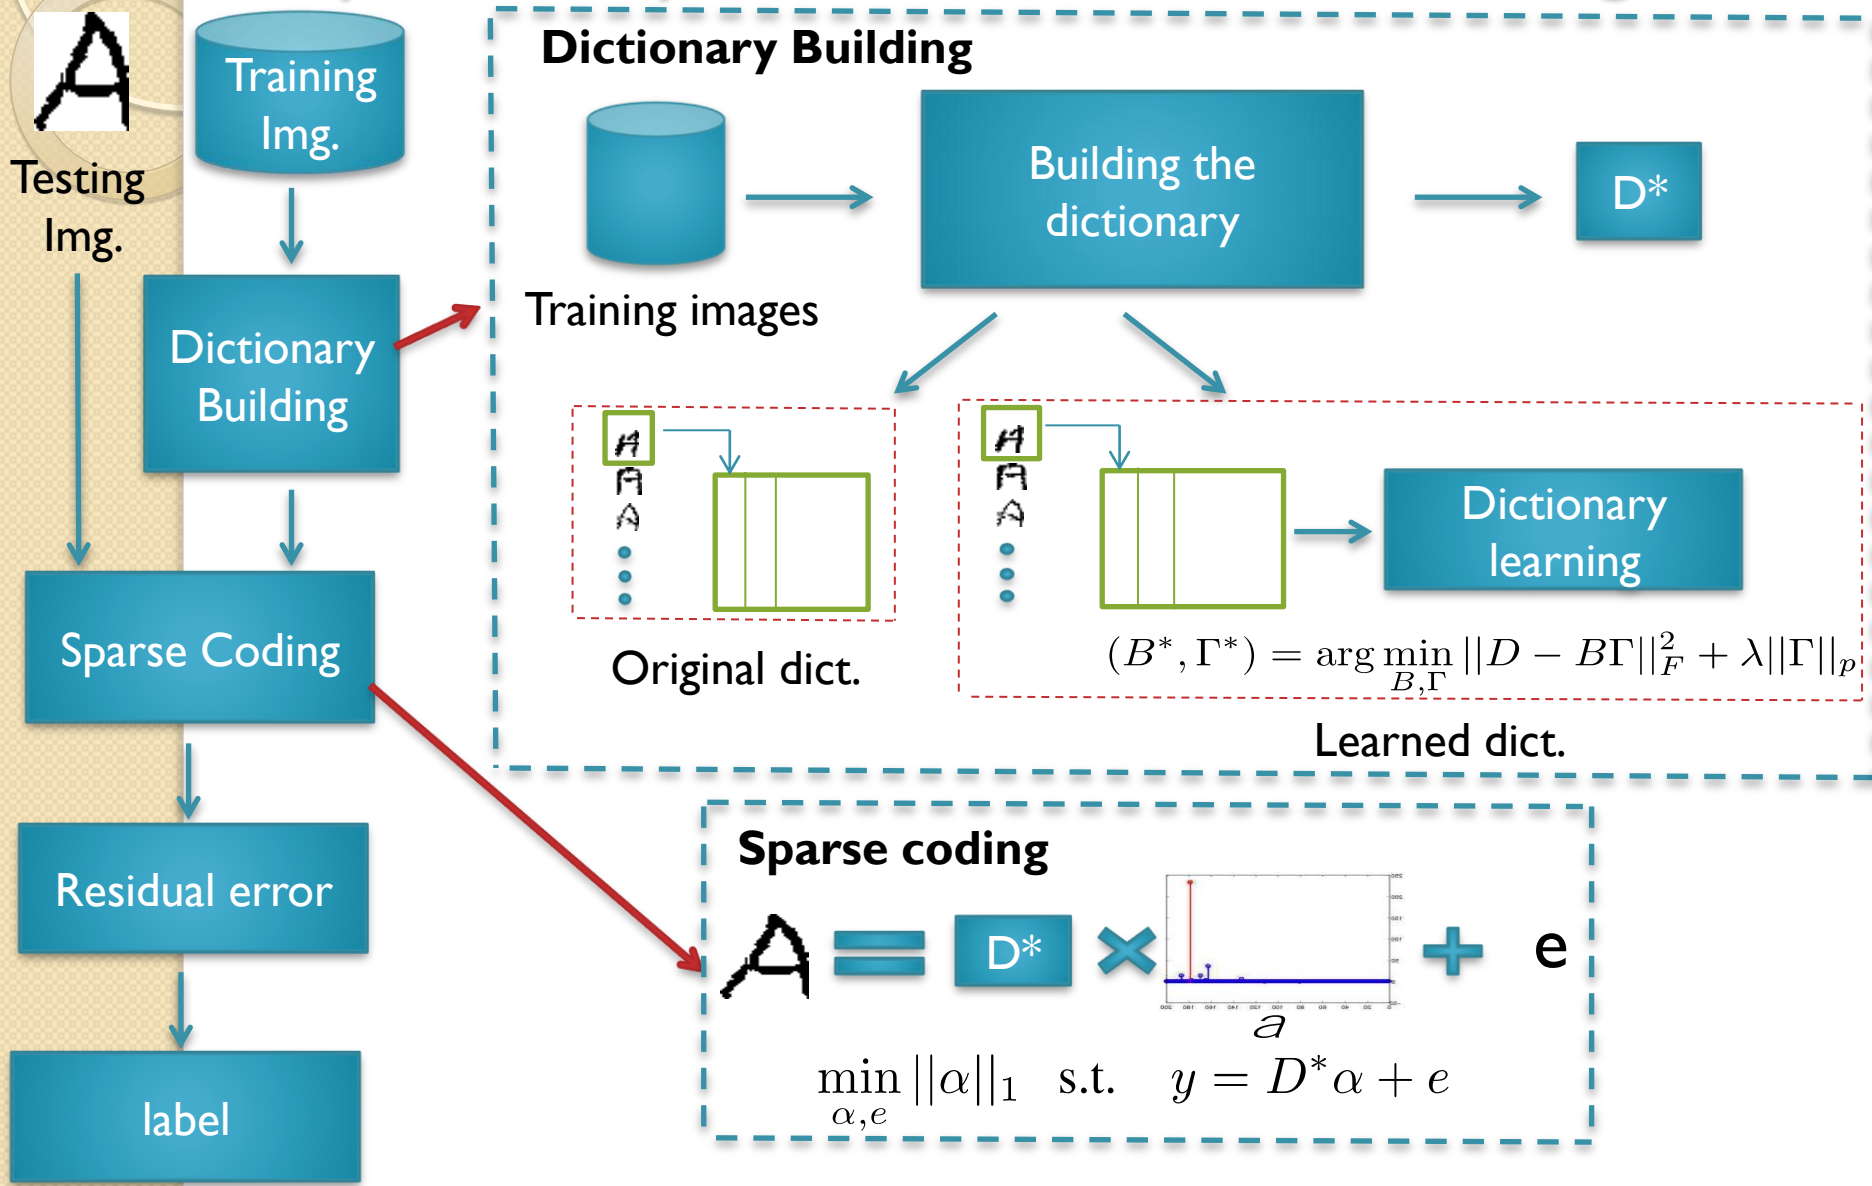 Testing
Img.
Training
Img.
Dictionary
Building
Sparse Coding
Residual error
label
Dictionary Building
Training images
Building the
dictionary
D*
A
A
A
Original dict.
A
A
A
Dictionary
learning
(B*, Γ*) = arg min ||D − BΓ||²_F + λ||Γ||_p
B,Γ
Learned dict.
Sparse coding
A
D*
e
a
min ||α||₁ s.t. y = D*α + e
α,e